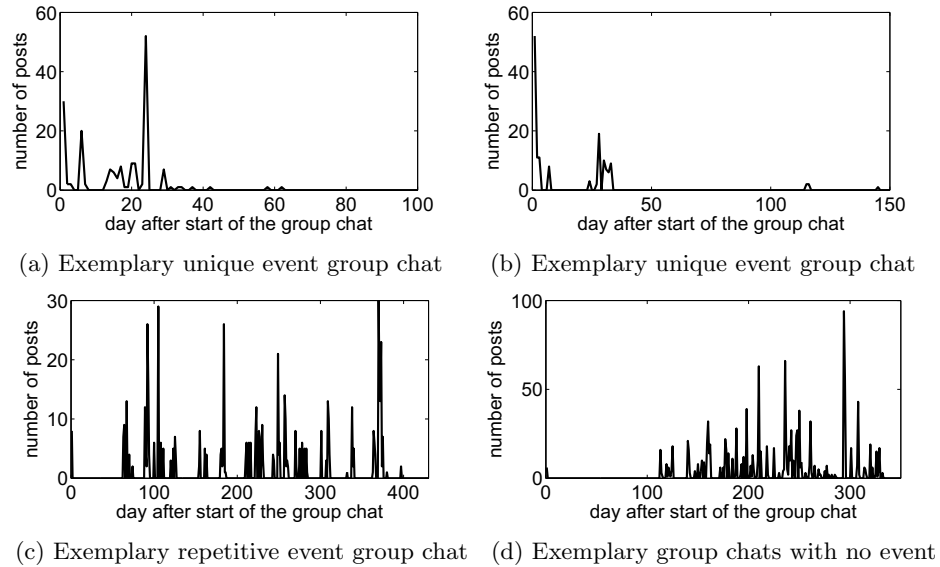 60
40
20
0
number of posts
0 20 40 60 80 100
day after start of the group chat
(a) Exemplary unique event group chat
60
40
20
0
number of posts
0 50 100 150
day after start of the group chat
(b) Exemplary unique event group chat
30
20
10
0
number of posts
0 100 200 300 400
day after start of the group chat
(c) Exemplary repetitive event group chat
100
50
0
number of posts
0 100 200 300
day after start of the group chat
(d) Exemplary group chats with no event